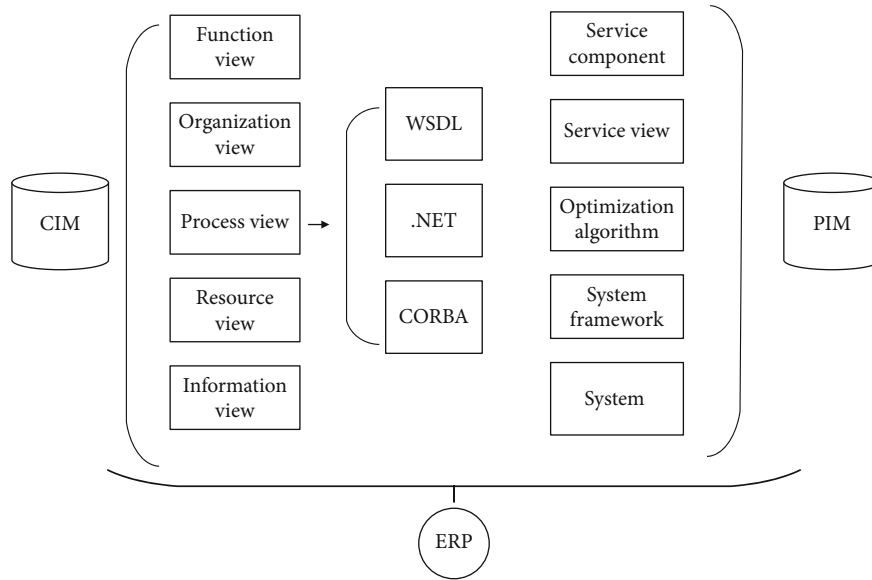 CIM
Function
view
Organization
view
Process view
Resource
view
Information
view
WSDL
.NET
CORBA
Service
component
Service view
Optimization
algorithm
System
framework
System
PIM
ERP